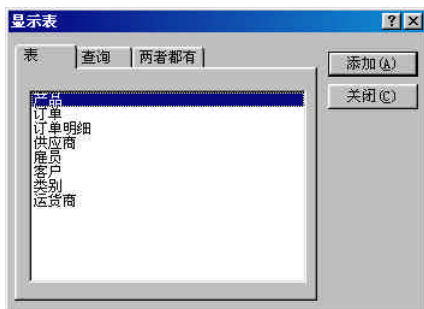 显示表
表 查询 两者都有
添加(A)
关闭(C)
产品
订单
订单明细
供应商
雇员
客户
类别
运货商